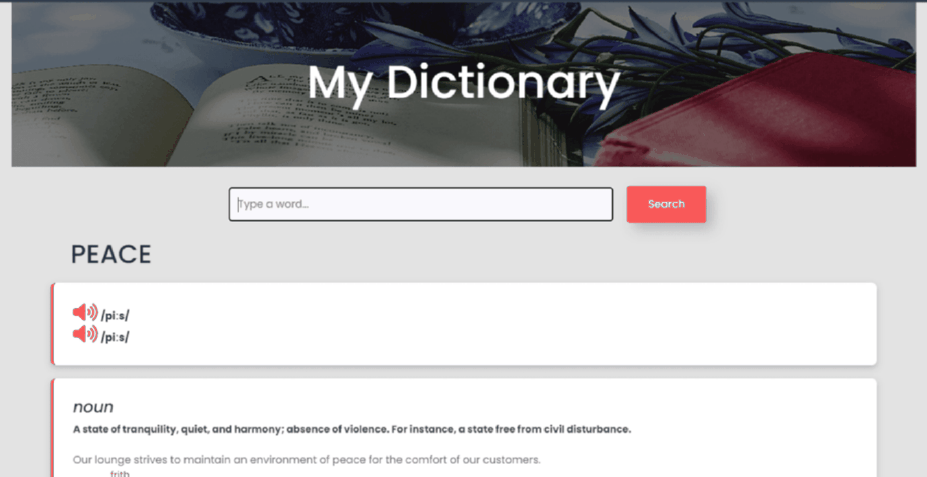 My Dictionary
Type a word...
Search
PEACE
/piːs/
/piːs/
noun
A state of tranquility, quiet, and harmony; absence of violence. For instance, a state free from civil disturbance.
Our lounge strives to maintain an environment of peace for the comfort of our customers.
frith